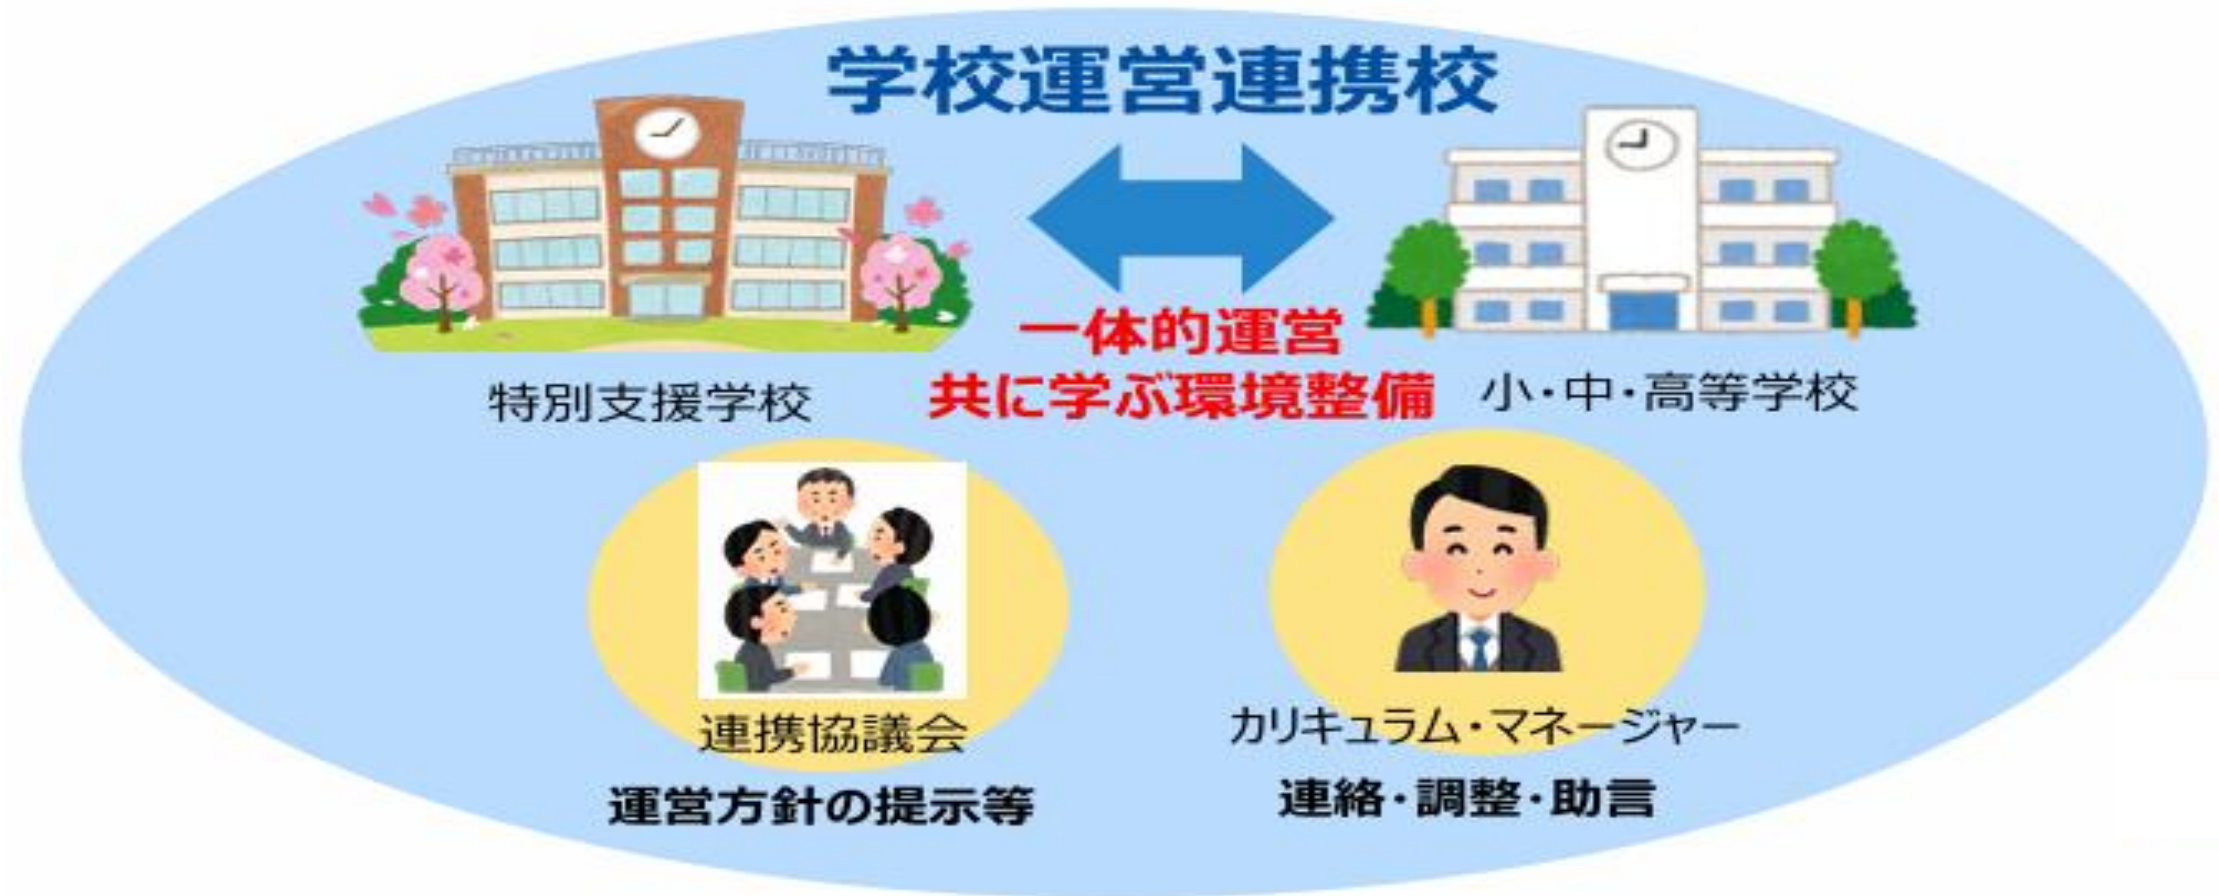 学校運営連携校
一体的運営
共に学ぶ環境整備
特別支援学校
小・中・高等学校
連携協議会
運営方針の提示等
カリキュラム・マネージャー
連絡・調整・助言